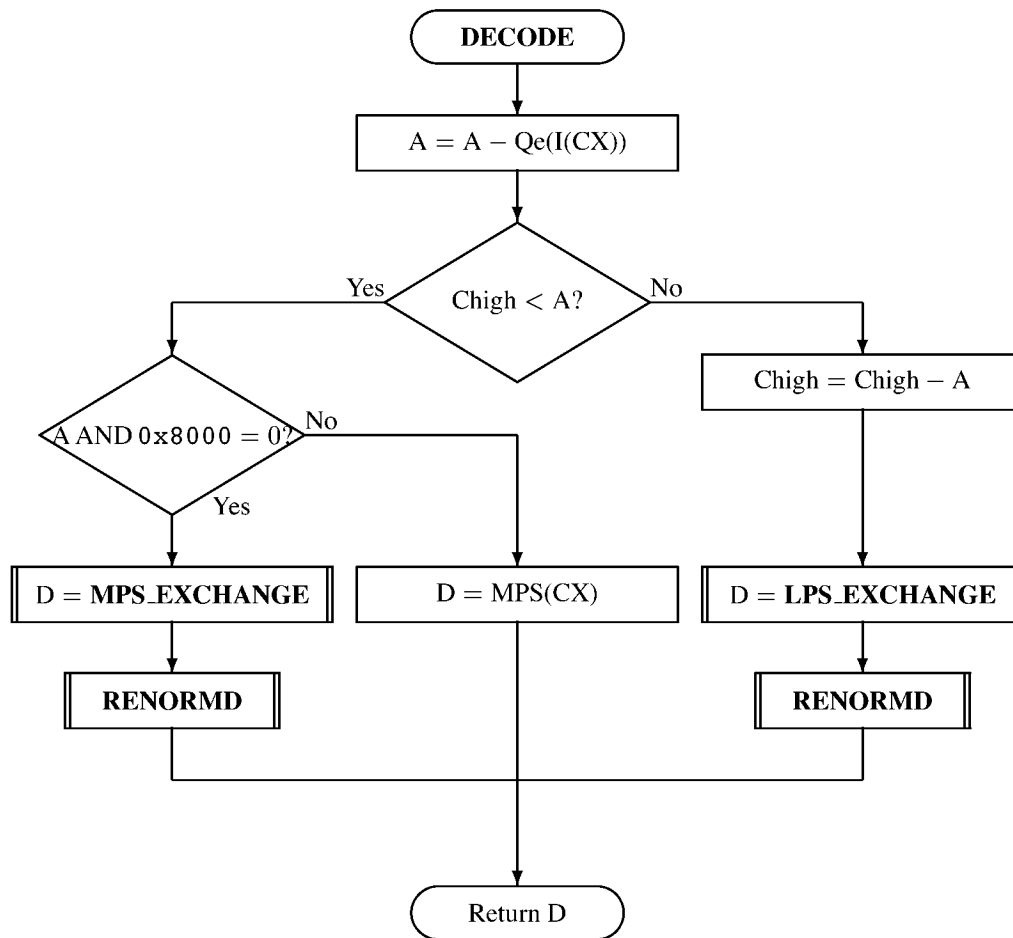 DECODE
A = A − Qe(I(CX))
Yes
Chigh < A?
No
Chigh = Chigh − A
A AND 0x8000 = 0?
No
Yes
D = MPS_EXCHANGE
D = MPS(CX)
D = LPS_EXCHANGE
RENORMD
RENORMD
Return D